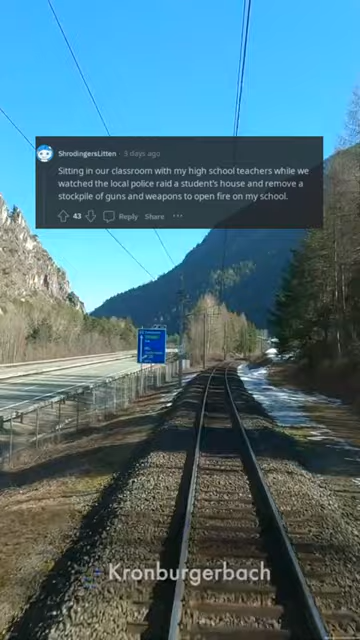 ShrodingersLitten · 5 days ago
Sitting in our classroom with my high school teachers while we
watched the local police raid a student's house and remove a
stockpile of guns and weapons to open fire on my school.
43 Reply Share ···
Kronburgerbach